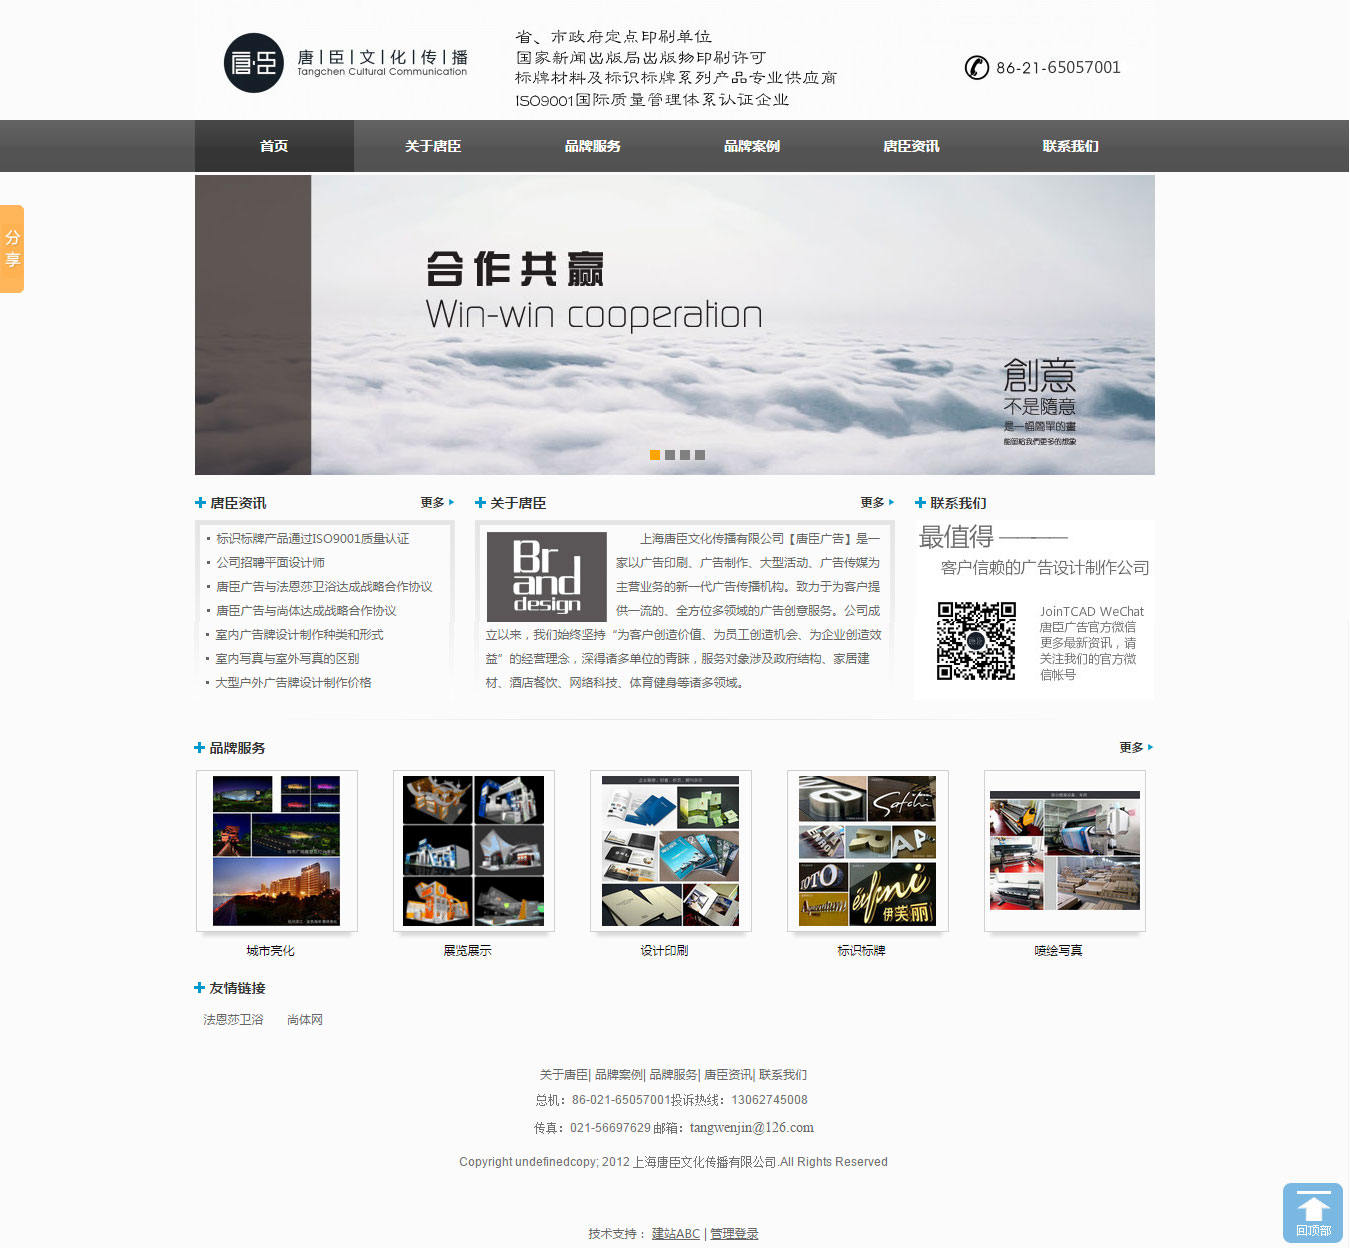 唐臣
唐|臣|文|化|传|播
Tangchen Cultural Communication
省、市政府定点印刷单位
国家新闻出版局出版物印刷许可
标牌材料及标识标牌系列产品专业供应商
ISO9001国际质量管理体系认证企业
86-21-65057001
首页 关于唐臣 品牌服务 品牌案例 唐臣资讯 联系我们
分享
合作共赢
Win-win cooperation
創意
不是隨意
是一幅簡單的畫
能留給我們更多的想象
唐臣资讯 更多
标识标牌产品通过ISO9001质量认证
公司招聘平面设计师
唐臣广告与法恩莎卫浴达成战略合作协议
唐臣广告与尚体达成战略合作协议
室内广告牌设计制作种类和形式
室内写真与室外写真的区别
大型户外广告牌设计制作价格
关于唐臣 更多
Br
and
design
上海唐臣文化传播有限公司【唐臣广告】是一
家以广告印刷、广告制作、大型活动、广告传媒为
主营业务的新一代广告传播机构。致力于为客户提
供一流的、全方位多领域的广告创意服务。公司成
立以来，我们始终坚持“为客户创造价值、为员工创造机会、为企业创造效
益”的经营理念，深得诸多单位的青睐，服务对象涉及政府结构、家居建
材、酒店餐饮、网络科技、体育健身等诸多领域。
联系我们
最值得 ———
客户信赖的广告设计制作公司
JoinTCAD WeChat
唐臣广告官方微信
更多最新资讯，请
关注我们的官方微
信帐号
品牌服务 更多
TOTO
伊芙丽
城市亮化 展览展示 设计印刷 标识标牌 喷绘写真
友情链接
法恩莎卫浴 尚体网
关于唐臣| 品牌案例| 品牌服务| 唐臣资讯| 联系我们
总机：86-021-65057001投诉热线：13062745008
传真：021-56697629 邮箱：tangwenjin@126.com
Copyright undefinedcopy; 2012 上海唐臣文化传播有限公司.All Rights Reserved
技术支持： 建站ABC | 管理登录
回顶部